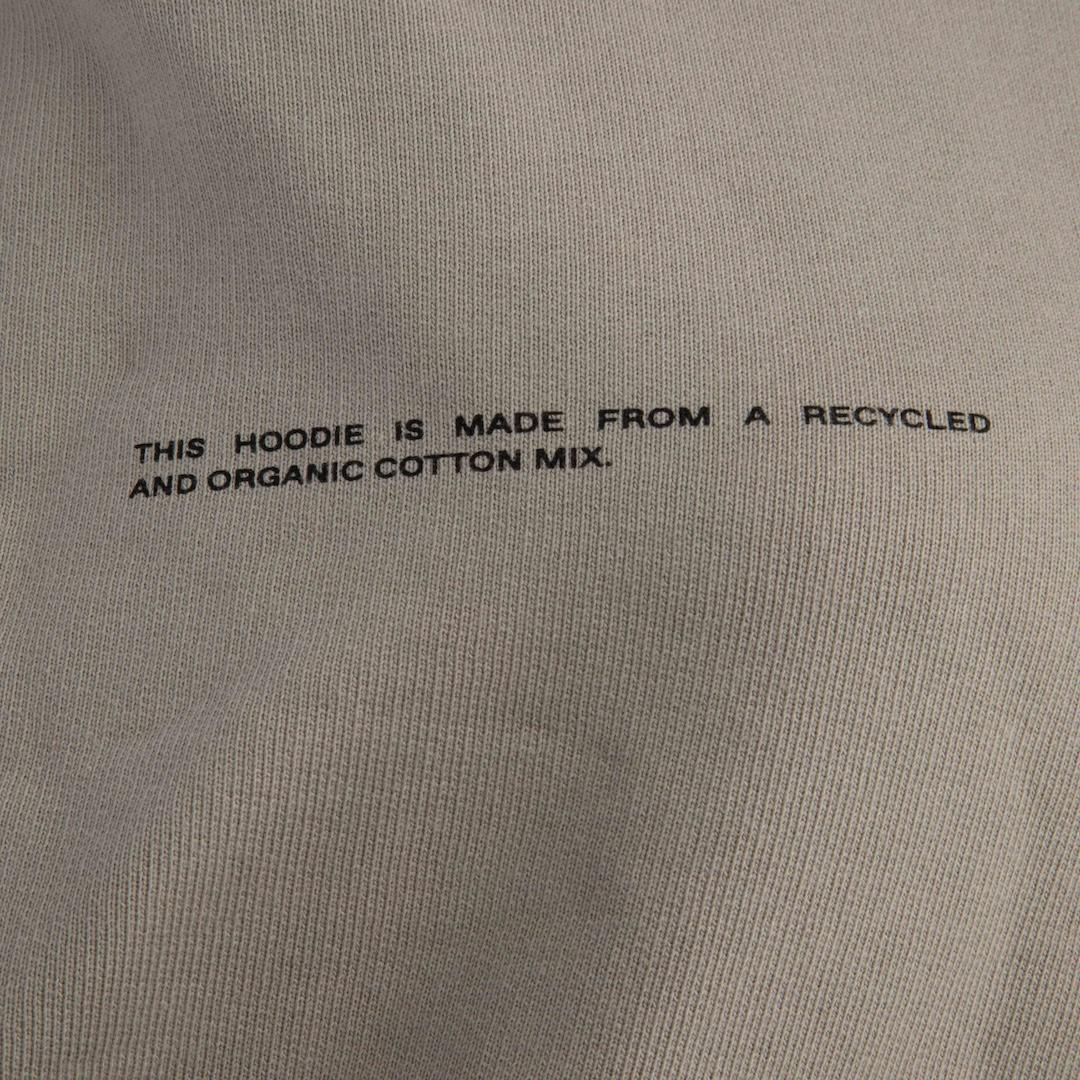 THIS HOODIE IS MADE FROM A RECYCLED
AND ORGANIC COTTON MIX.